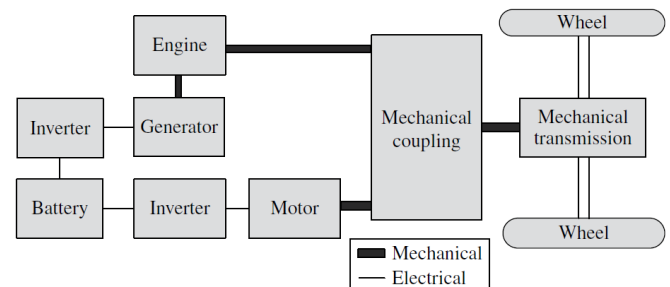 Wheel
Engine
Inverter
Generator
Mechanical
coupling
Mechanical
transmission
Battery
Inverter
Motor
Wheel
Mechanical
Electrical